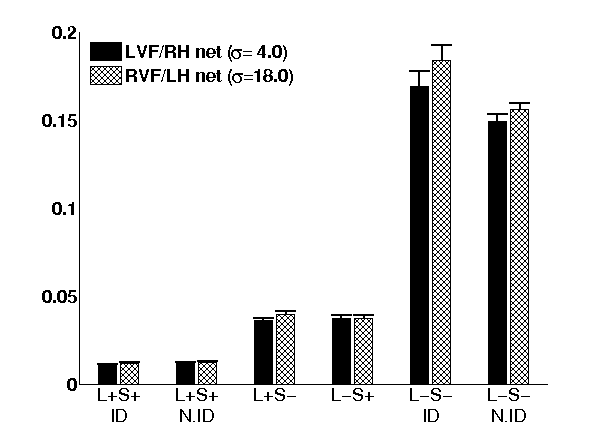 0.2
LVF/RH net (σ= 4.0)
RVF/LH net (σ=18.0)
0.15
0.1
0.05
0
L+S+ L+S+ L+S− L−S+ L−S− L−S−
ID N.ID ID N.ID